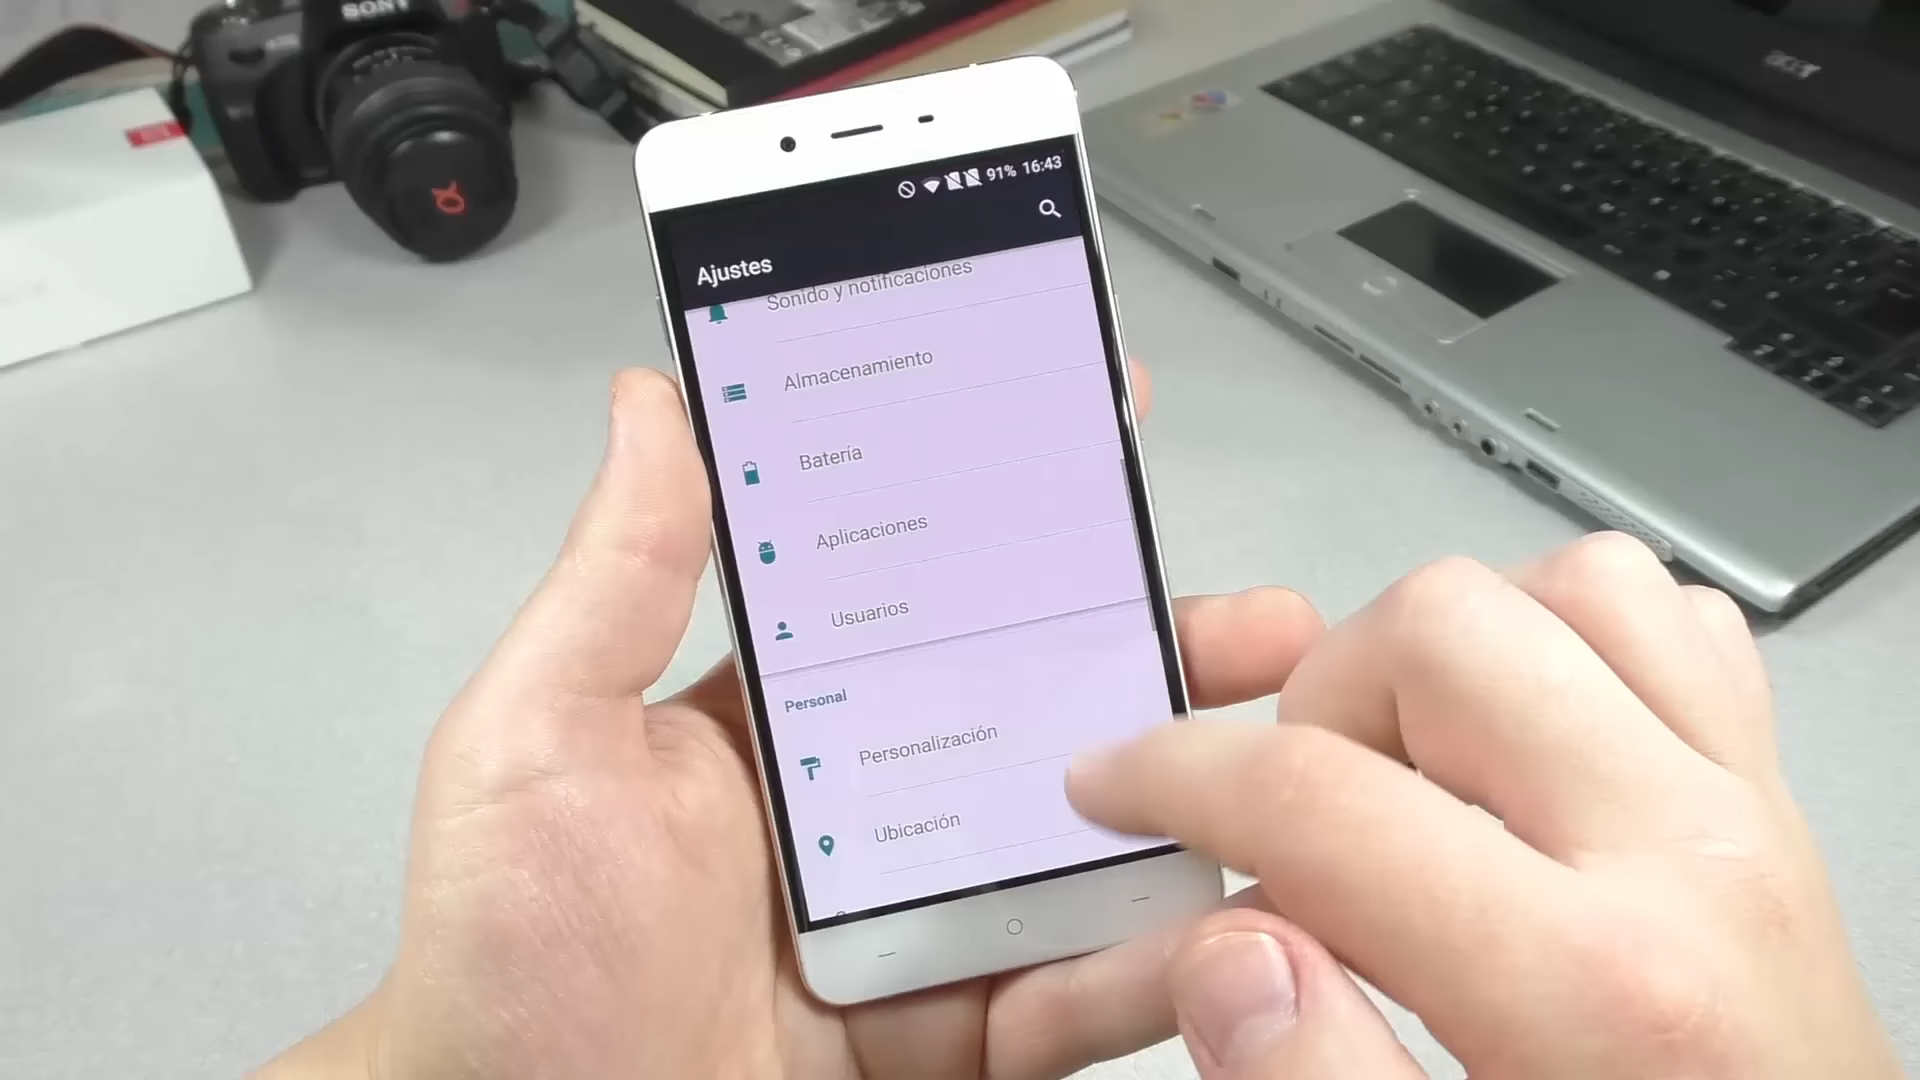 SONY
acer
91% 16:43
Ajustes
Sonido y notificaciones
Almacenamiento
Batería
Aplicaciones
Usuarios
Personal
Personalización
Ubicación